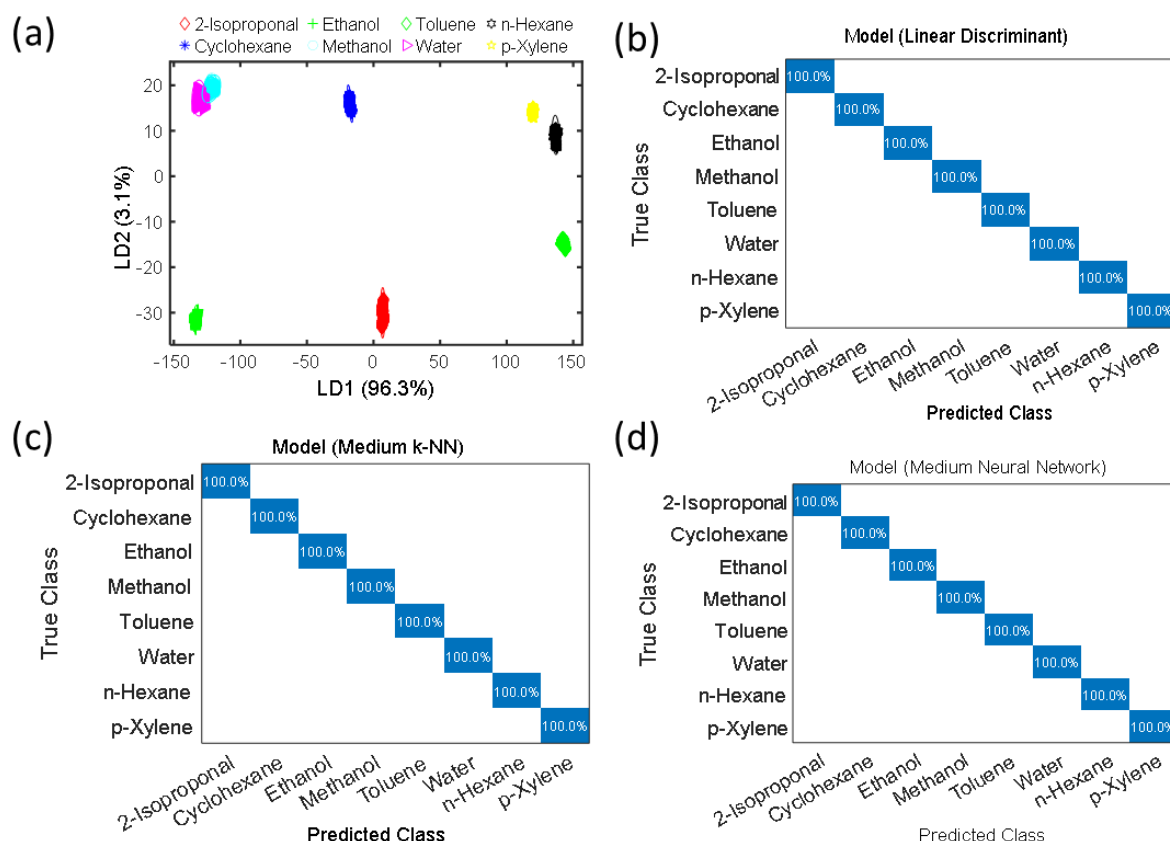 (a)
2-Isoproponal Ethanol Toluene n-Hexane
Cyclohexane Methanol Water p-Xylene
20
10
0
-10
-20
-30
LD2 (3.1%)
-150 -100 -50 0 50 100 150
LD1 (96.3%)
(b)
Model (Linear Discriminant)
True Class
2-Isoproponal 100.0%
Cyclohexane 100.0%
Ethanol 100.0%
Methanol 100.0%
Toluene 100.0%
Water 100.0%
n-Hexane 100.0%
p-Xylene 100.0%
2-Isoproponal Cyclohexane Ethanol Methanol Toluene Water n-Hexane p-Xylene
Predicted Class
(c)
Model (Medium k-NN)
True Class
2-Isoproponal 100.0%
Cyclohexane 100.0%
Ethanol 100.0%
Methanol 100.0%
Toluene 100.0%
Water 100.0%
n-Hexane 100.0%
p-Xylene 100.0%
2-Isoproponal Cyclohexane Ethanol Methanol Toluene Water n-Hexane p-Xylene
Predicted Class
(d)
Model (Medium Neural Network)
True Class
2-Isoproponal 100.0%
Cyclohexane 100.0%
Ethanol 100.0%
Methanol 100.0%
Toluene 100.0%
Water 100.0%
n-Hexane 100.0%
p-Xylene 100.0%
2-Isoproponal Cyclohexane Ethanol Methanol Toluene Water n-Hexane p-Xylene
Predicted Class